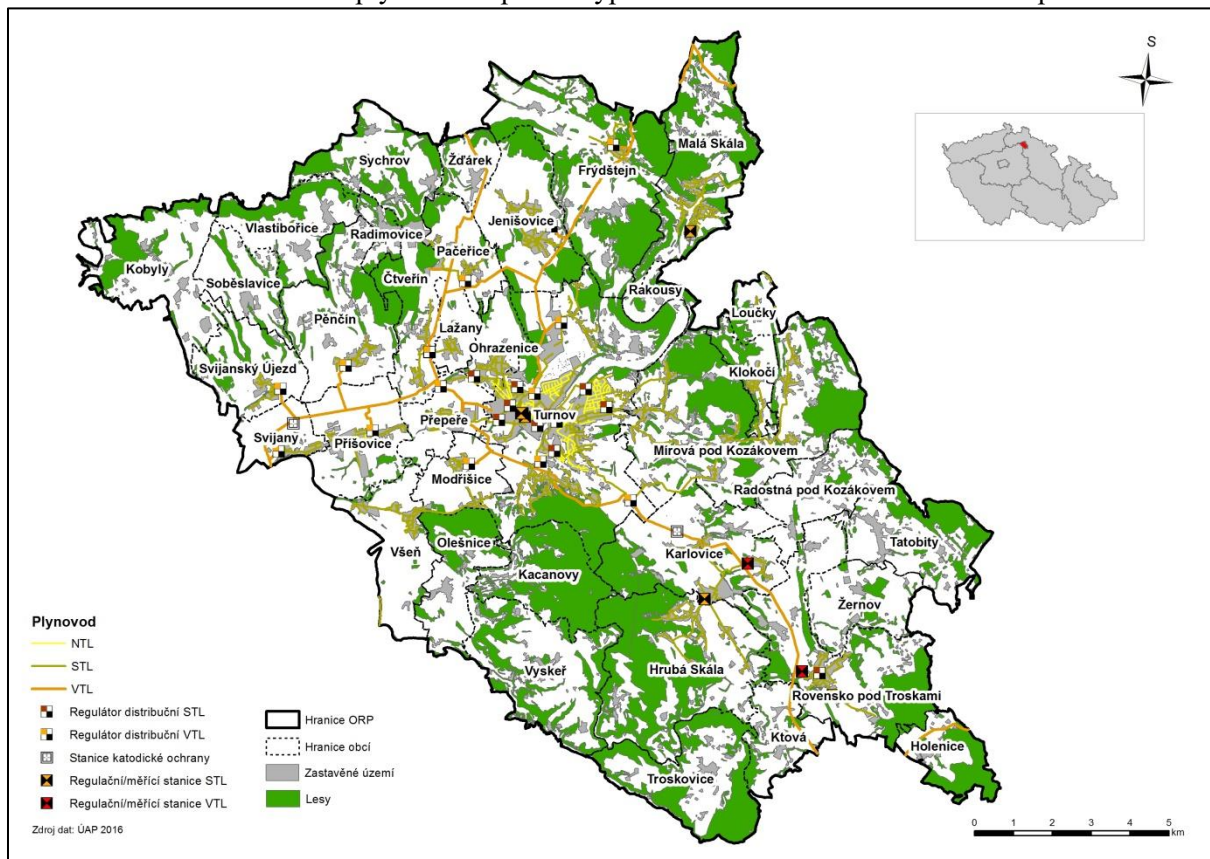 S
Malá Skála
Frýdštejn
Žďárek
Sychrov
Jenišovice
Vlastibořice
Radimovice
Pačeřice
Kobyly
Čtveřín
Soběslavice
Rakousy
Loučky
Pěnčín
Lažany
Ohrazenice
Klokočí
Svijanský Újezd
Turnov
Přepeře
Svijany
Příšovice
Mírová pod Kozákovem
Modřišice
Radostná pod Kozákovem
Olešnice
Tatobity
Všeň
Karlovice
Kacanovy
Žernov
Vyskeř
Hrubá Skála
Rovensko pod Troskami
Ktová
Holenice
Troskovice
Plynovod
NTL
STL
VTL
Regulátor distribuční STL
Regulátor distribuční VTL
Stanice katodické ochrany
Regulační/měřící stanice STL
Regulační/měřící stanice VTL
Hranice ORP
Hranice obcí
Zastavěné území
Lesy
Zdroj dat: ÚAP 2016
0 1 2 3 4 5
km